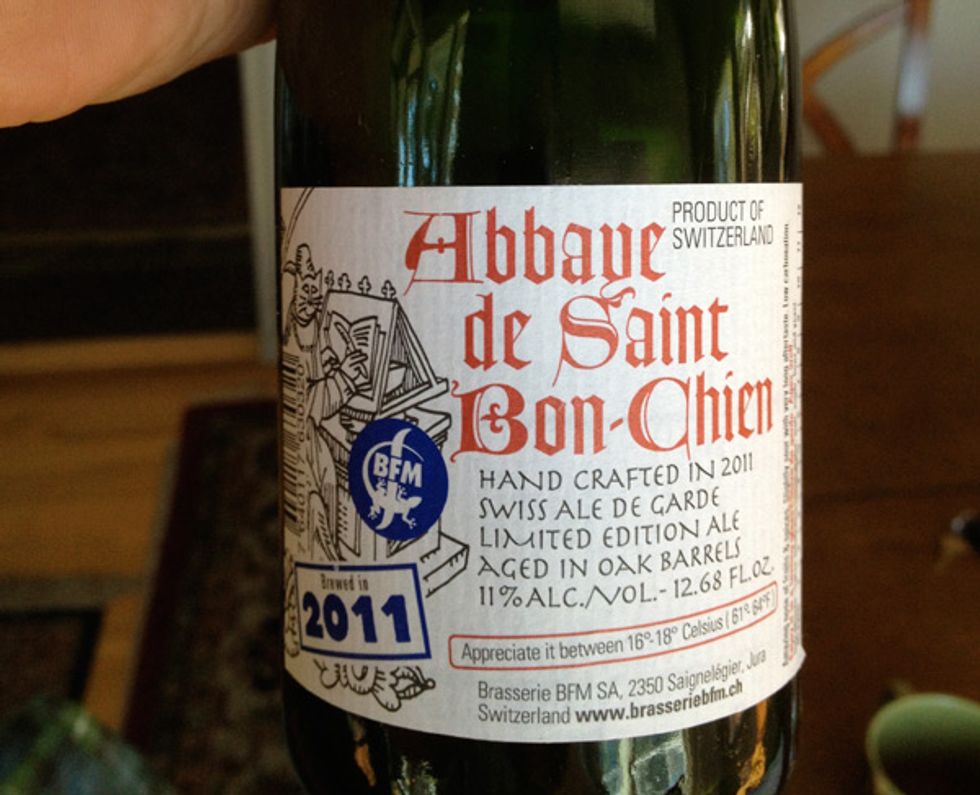 Abbaye
PRODUCT OF
SWITZERLAND
de Saint
Bon-Chien
BFM
HAND CRAFTED IN 2011
SWISS ALE DE GARDE
LIMITED EDITION ALE
AGED IN OAK BARRELS
11% ALC./VOL.- 12.68 FL.OZ.
Brewed in
2011
Appreciate it between 16°-18° Celsius ( 61°-64°F)
Brasserie BFM SA, 2350 Saignelégier, Jura
Switzerland www.brasseriebfm.ch